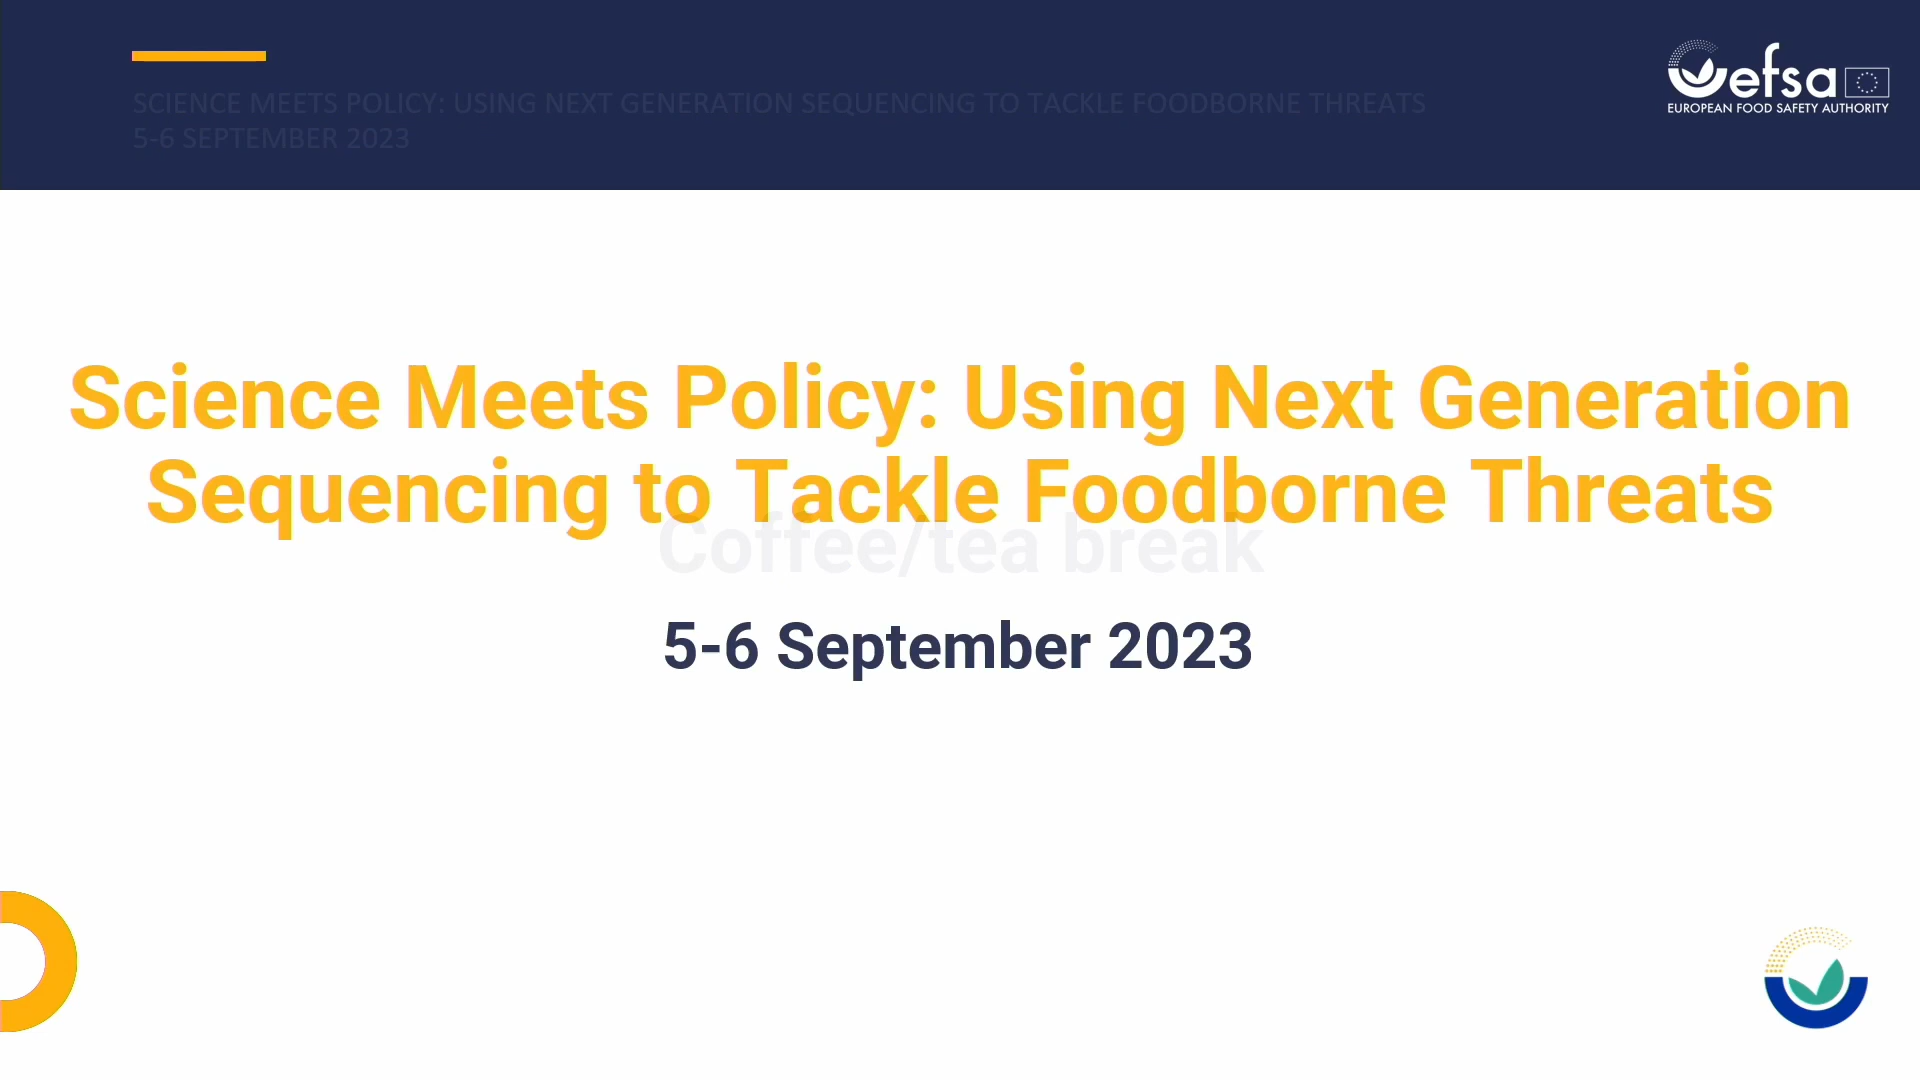 SCIENCE MEETS POLICY: USING NEXT GENERATION SEQUENCING TO TACKLE FOODBORNE THREATS
5-6 SEPTEMBER 2023
efsa
EUROPEAN FOOD SAFETY AUTHORITY
Science Meets Policy: Using Next Generation
Sequencing to Tackle Foodborne Threats
Coffee/tea break
5-6 September 2023